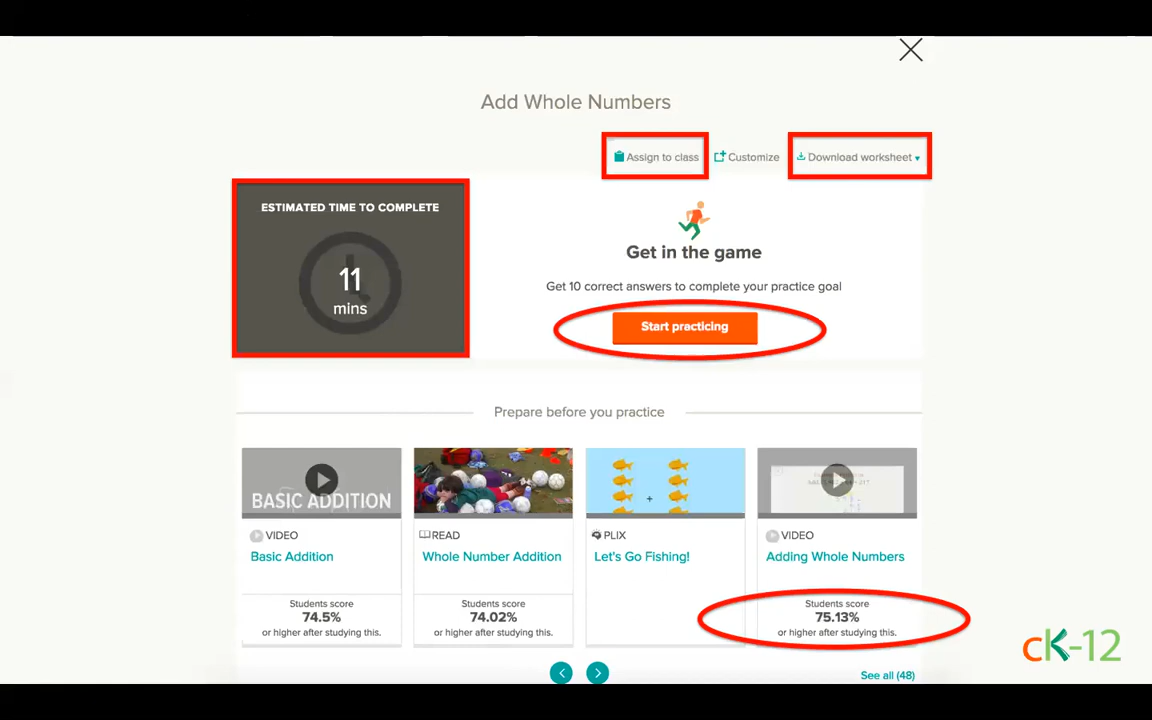 Add Whole Numbers
Assign to class
Customize
Download worksheet
ESTIMATED TIME TO COMPLETE
11
mins
Get in the game
Get 10 correct answers to complete your practice goal
Start practicing
Prepare before you practice
BASIC ADDITION
+
VIDEO
Basic Addition
Students score
74.5%
or higher after studying this.
READ
Whole Number Addition
Students score
74.02%
or higher after studying this.
PLIX
Let's Go Fishing!
VIDEO
Adding Whole Numbers
Students score
75.13%
or higher after studying this.
See all (48)
cK-12